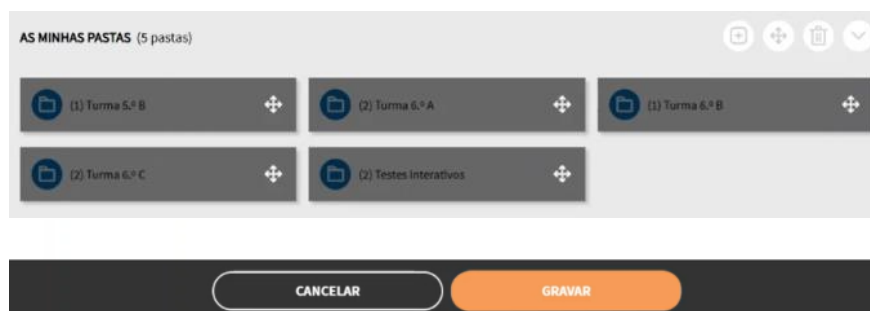 AS MINHAS PASTAS (5 pastas)
(1) Turma 5.º B
(2) Turma 6.º A
(1) Turma 6.º B
(2) Turma 6.º C
(2) Testes Interativos
CANCELAR
GRAVAR